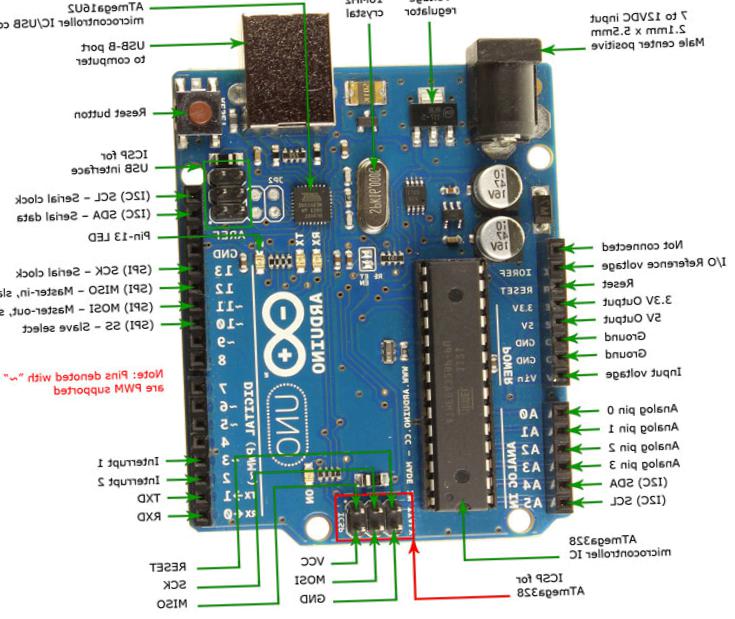 ATmega16U2
microcontroller IC/USB
USB-B port
to computer
Reset button
ICSP for
USB interface
(I2C) SCL – Serial clock
(I2C) SDA – Serial data
Pin-13 LED
(SPI) SCK – Serial clock
(SPI) MISO – Master-in,
(SPI) MOSI – Master-out,
(SPI) SS – Slave select
Note: Pins denoted with "~"
are PWM supported
Interrupt 1
Interrupt 2
TXD
RXD
RESET
SCK
MISO
VCC
MOSI
GND
crystal
regulator
7 to 12VDC input
2.1mm x 5.5mm
Male center positive
Not connected
I/O Reference voltage
Reset
3.3V Output
5V Output
Ground
Ground
Input voltage
Analog pin 0
Analog pin 1
Analog pin 2
Analog pin 3
(I2C) SDA
(I2C) SCL
ATmega328
microcontroller IC
ICSP for
ATmega328
RESET
JP2
AREF
GND
13
12
~11
~10
~9
8
7
~6
~5
4
~3
2
TX→1
RX←0
DIGITAL (PWM~)
TX
RX
ARDUINO
UNO
ON
ICSP
10
47
16V
10
47
16V
IOREF
RESET
3.3V
5V
GND
GND
Vin
POWER
A0
A1
A2
A3
A4
A5
ANALOG IN